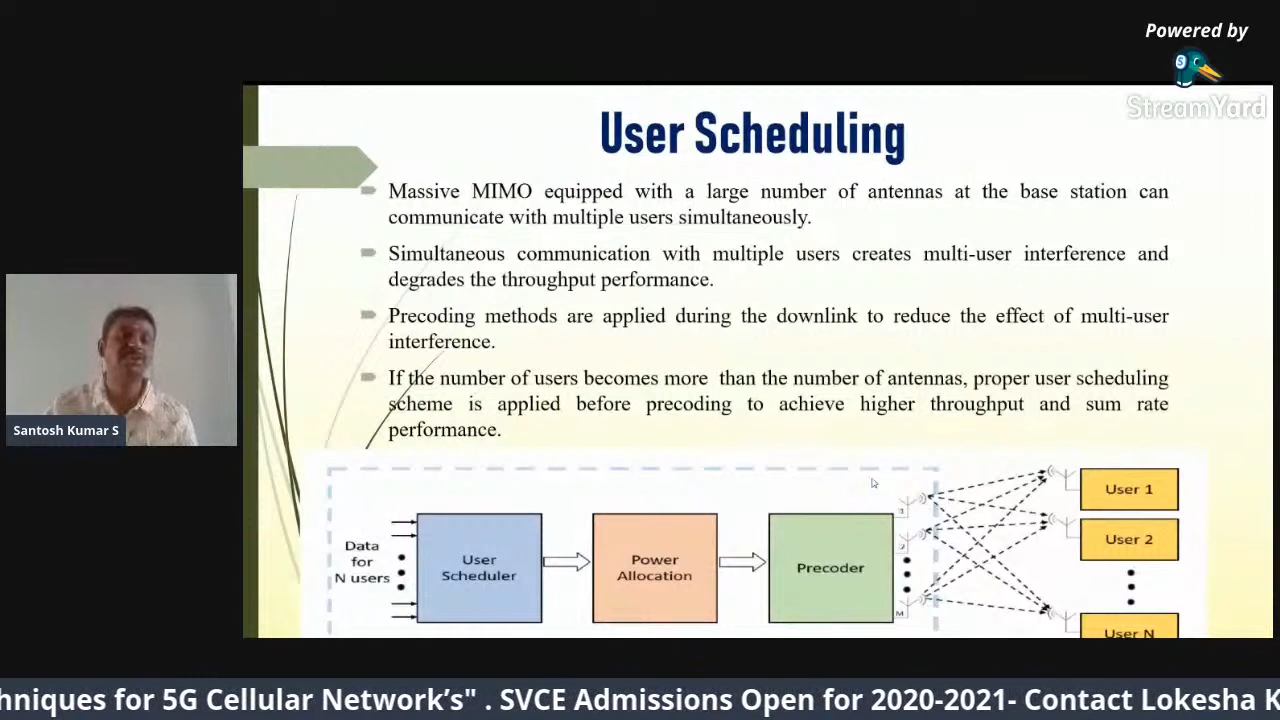 Powered by
S
StreamYard
User Scheduling
Massive MIMO equipped with a large number of antennas at the base station can
communicate with multiple users simultaneously.
Simultaneous communication with multiple users creates multi-user interference and
degrades the throughput performance.
Precoding methods are applied during the downlink to reduce the effect of multi-user
interference.
If the number of users becomes more than the number of antennas, proper user scheduling
scheme is applied before precoding to achieve higher throughput and sum rate
performance.
Santosh Kumar S
Data
for
N users
User
Scheduler
Power
Allocation
Precoder
1
2
M
User 1
User 2
User N
hniques for 5G Cellular Network’s" . SVCE Admissions Open for 2020-2021- Contact Lokesha K